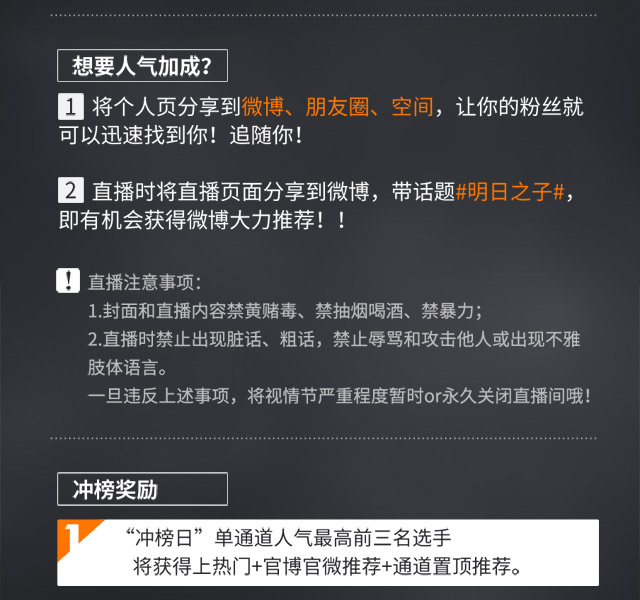 想要人气加成？
1 将个人页分享到微博、朋友圈、空间，让你的粉丝就
可以迅速找到你！追随你！
2 直播时将直播页面分享到微博，带话题#明日之子#，
即有机会获得微博大力推荐！！
! 直播注意事项：
1.封面和直播内容禁黄赌毒、禁抽烟喝酒、禁暴力；
2.直播时禁止出现脏话、粗话，禁止辱骂和攻击他人或出现不雅
肢体语言。
一旦违反上述事项，将视情节严重程度暂时or永久关闭直播间哦！
冲榜奖励
1 “冲榜日”单通道人气最高前三名选手
将获得上热门+官博官微推荐+通道置顶推荐。